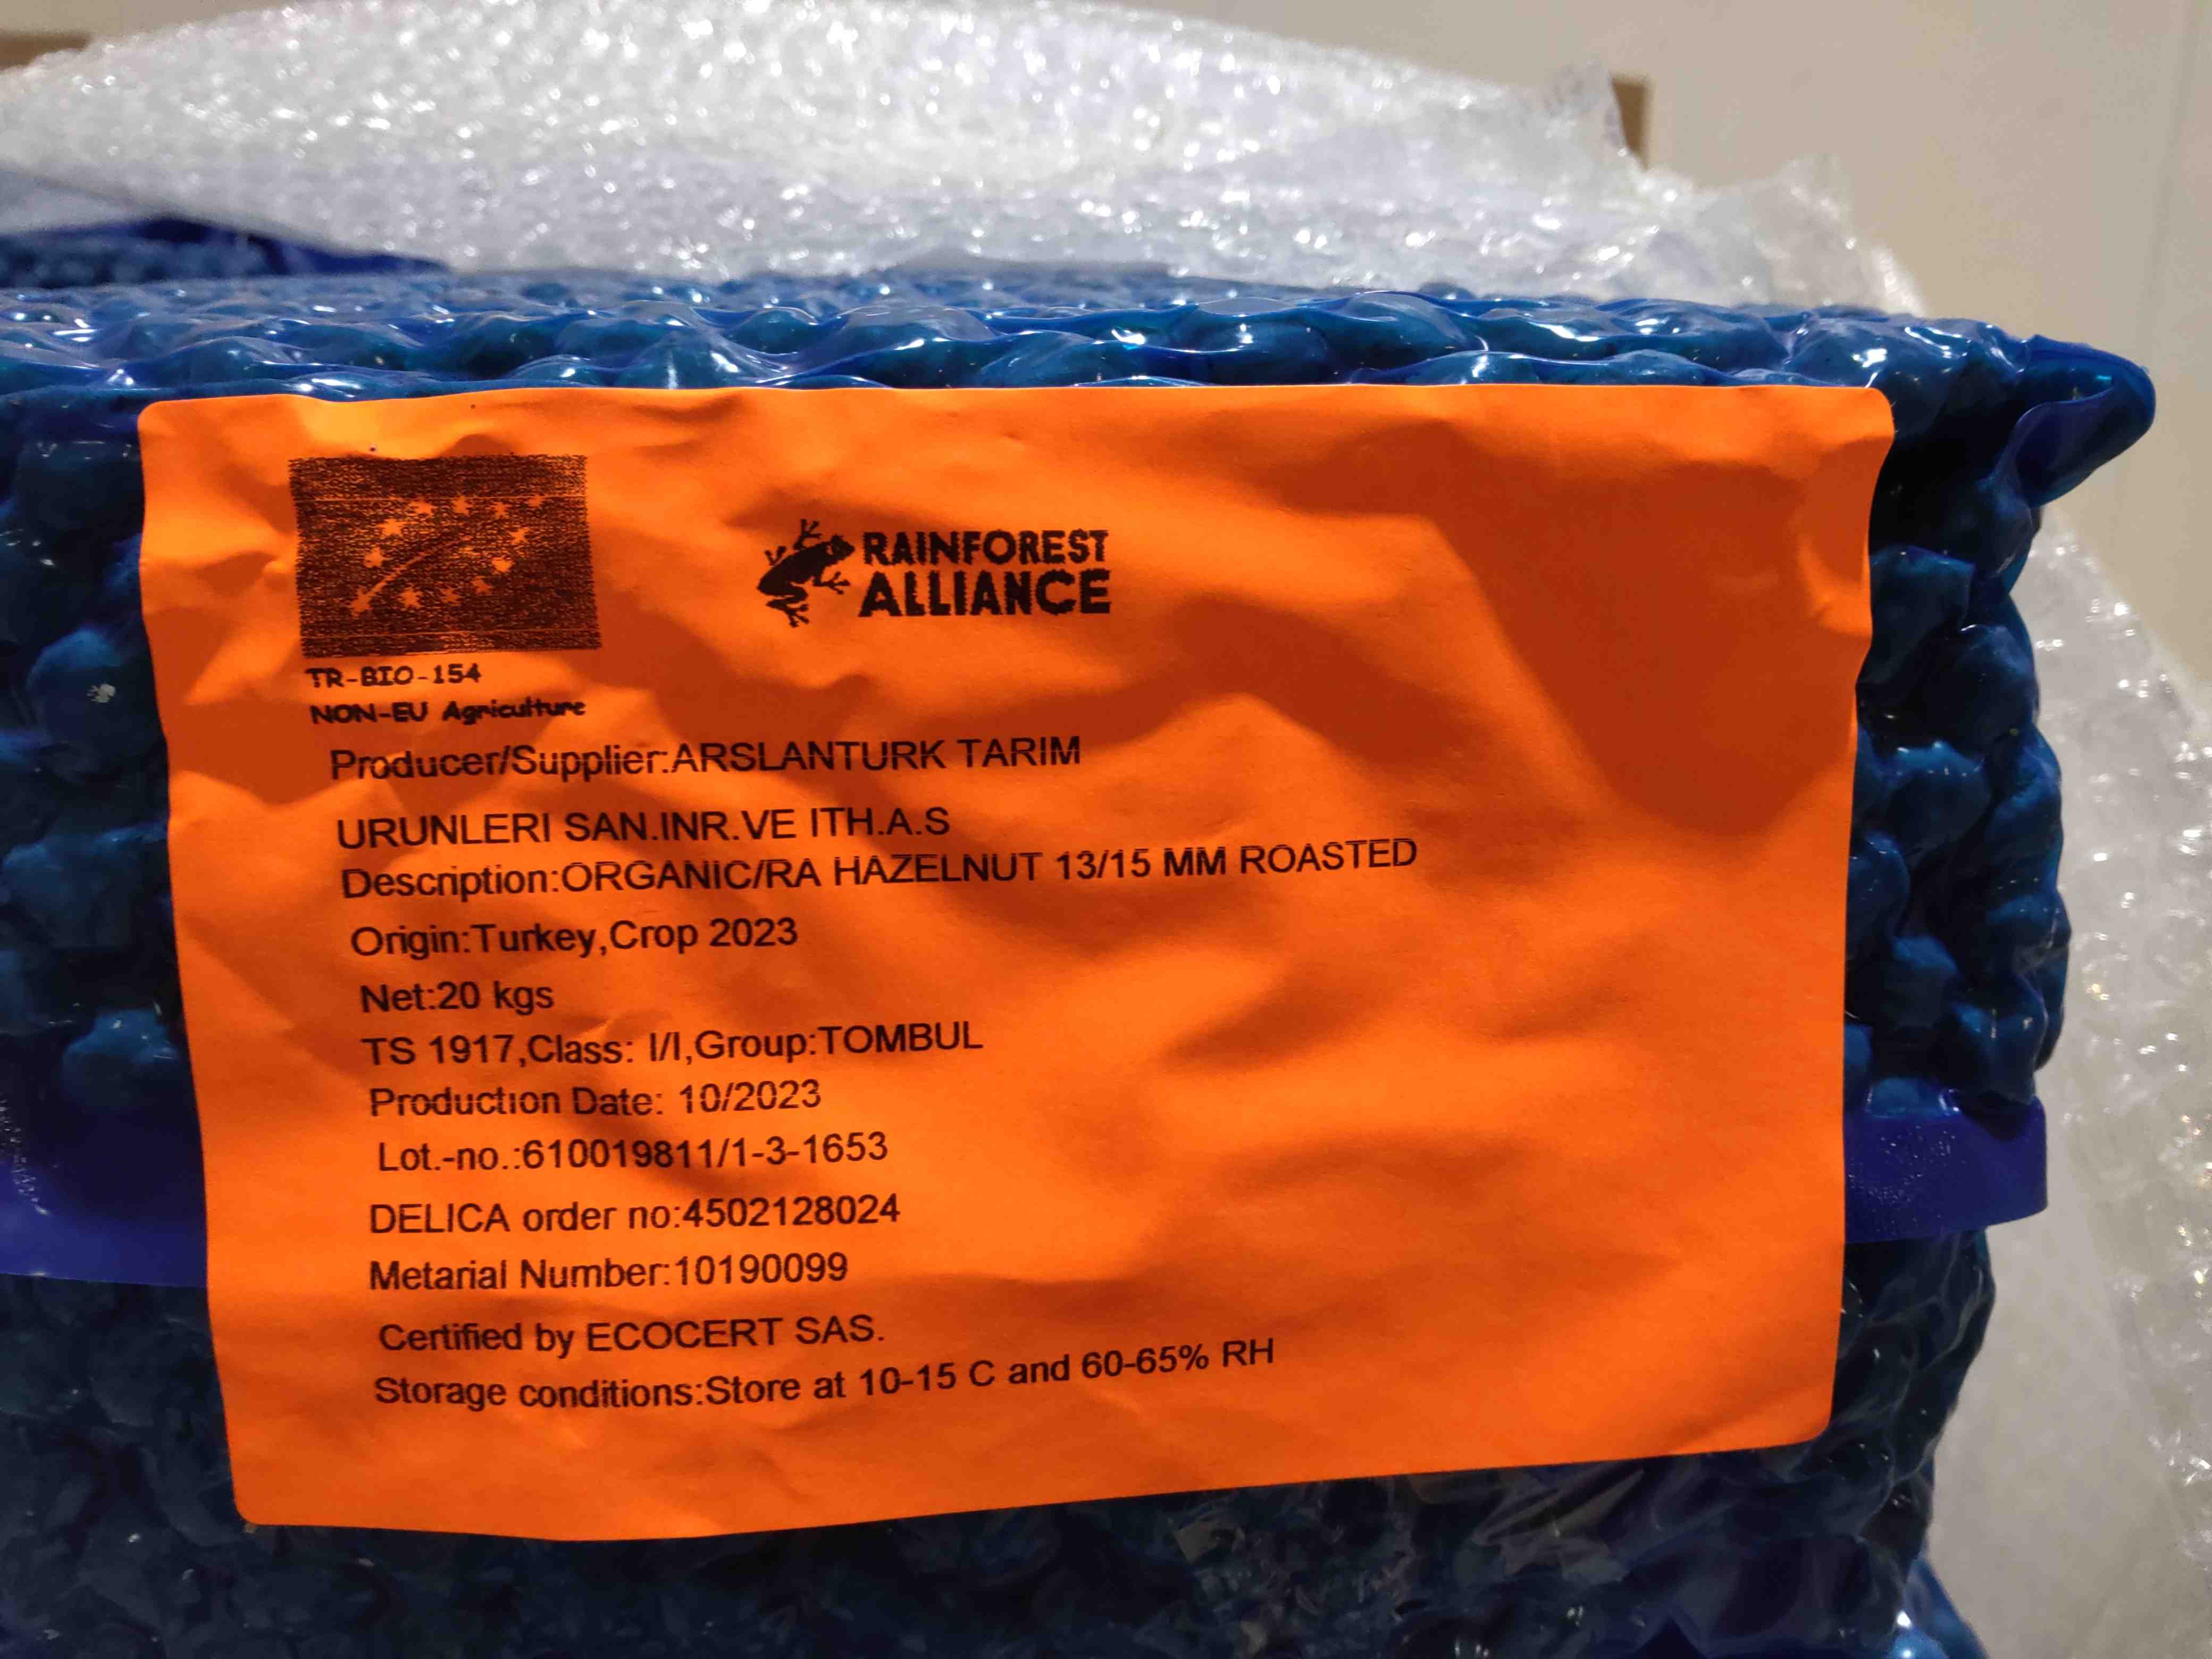 RAINFOREST
ALLIANCE
TR-BIO-154
NON-EU Agriculture
Producer/Supplier:ARSLANTURK TARIM
URUNLERI SAN.INR.VE ITH.A.S
Description:ORGANIC/RA HAZELNUT 13/15 MM ROASTED
Origin:Turkey,Crop 2023
Net:20 kgs
TS 1917,Class: I/I,Group:TOMBUL
Production Date: 10/2023
Lot.-no.:610019811/1-3-1653
DELICA order no:4502128024
Metarial Number:10190099
Certified by ECOCERT SAS.
Storage conditions:Store at 10-15 C and 60-65% RH